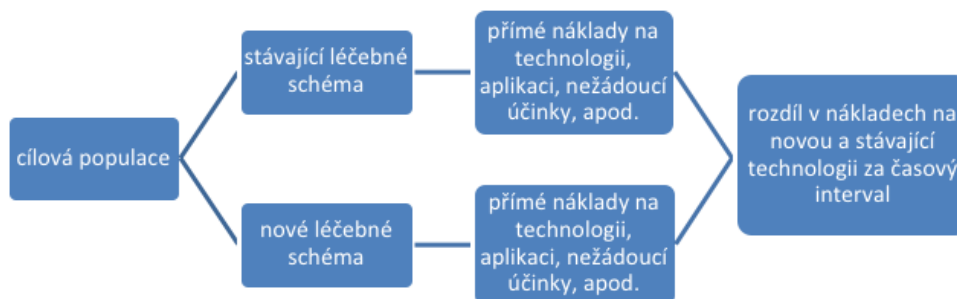 cílová populace
stávající léčebné
schéma
přímé náklady na
technologii,
aplikaci, nežádoucí
účinky, apod.
nové léčebné
schéma
přímé náklady na
technologii,
aplikaci, nežádoucí
účinky, apod.
rozdíl v nákladech na
novou a stávající
technologii za časový
interval